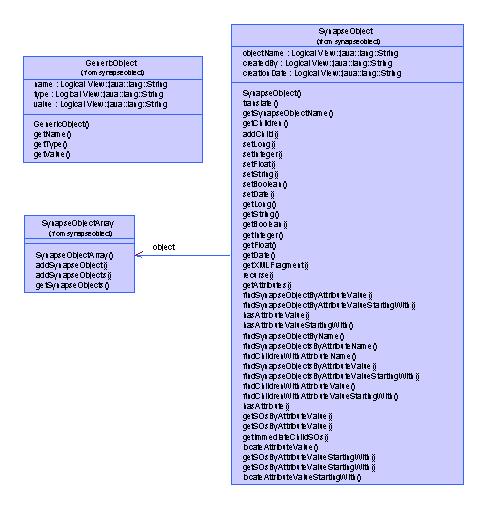 GenericObject
(from synapseobject)
name : Logical View::java::lang::String
type : Logical View::java::lang::String
value : Logical View::java::lang::String
GenericObject()
getName()
getType()
getValue()
SynapseObjectArray
(from synapseobject)
SynapseObjectArray()
addSynapseObject()
addSynapseObjects()
getSynapseObjects()
object
SynapseObject
(from synapseobject)
objectName : Logical View::java::lang::String
createdBy : Logical View::java::lang::String
creationDate : Logical View::java::lang::String
SynapseObject()
translate()
getSynapseObjectName()
getChildren()
addChild()
setLong()
setInteger()
setFloat()
setString()
setBoolean()
setDate()
getLong()
getString()
getBoolean()
getInteger()
getFloat()
getDate()
getXMLFragment()
recurse()
getAttributes()
findSynapseObjectByAttributeValue()
findSynapseObjectByAttributeValueStartingWith()
hasAttributeValue()
hasAttributeValueStartingWith()
findSynapseObjectByName()
findSynapseObjectsByAttributeName()
findChildrenWithAttributeName()
findSynapseObjectsByAttributeValue()
findSynapseObjectsByAttributeValueStartingWith()
findChildrenWithAttributeValue()
findChildrenWithAttributeValueStartingWith()
hasAttribute()
getSOsByAttributeValue()
getSOsByAttributeValue()
getImmediateChildSOs()
locateAttributeValue()
getSOsByAttributeValueStartingWith()
getSOsByAttributeValueStartingWith()
locateAttributeValueStartingWith()